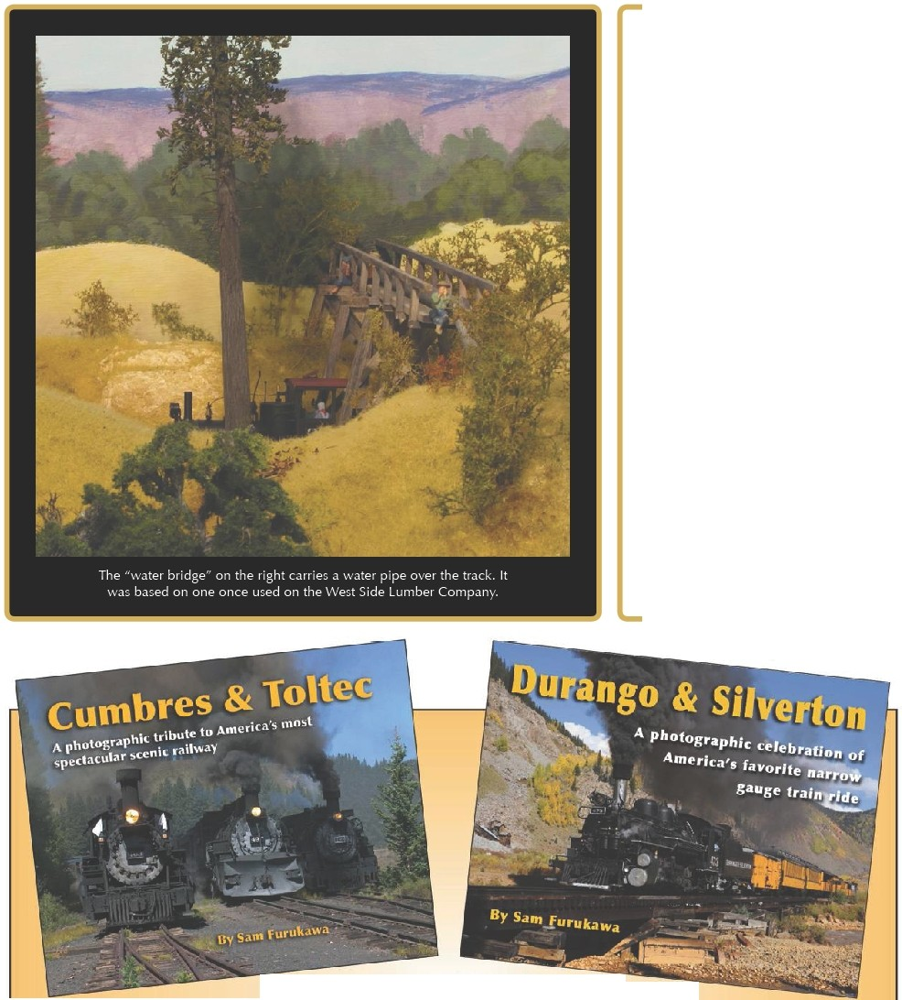 The “water bridge” on the right carries a water pipe over the track. It
was based on one once used on the West Side Lumber Company.
Cumbres & Toltec
A photographic tribute to America’s most
spectacular scenic railway
By Sam Furukawa
Durango & Silverton
A photographic celebration of
America’s favorite narrow
gauge train ride
By Sam Furukawa